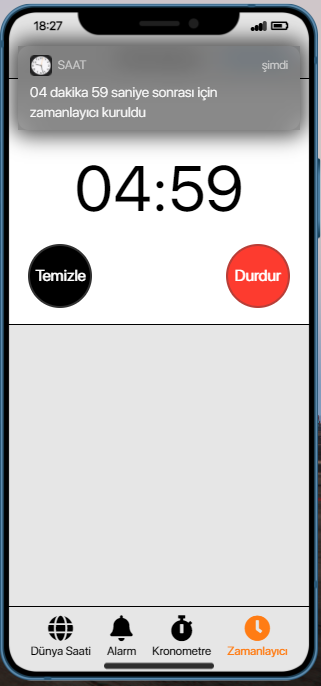 18:27
SAAT şimdi
04 dakika 59 saniye sonrası için
zamanlayıcı kuruldu
04:59
Temizle Durdur
Dünya Saati Alarm Kronometre Zamanlayıcı